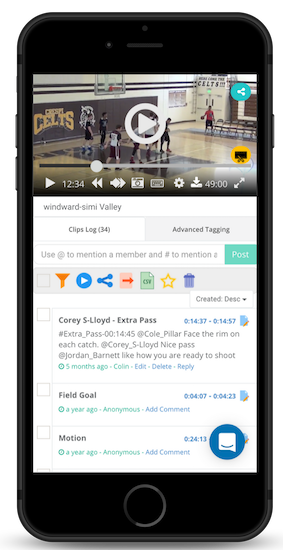 CRESPI
CELTS
12:34
49:00
windward-simi Valley
Clips Log (34)
Advanced Tagging
Use @ to mention a member and # to mention a
Post
CSV
Created: Desc
Corey S-Lloyd - Extra Pass
0:14:37 - 0:14:57
#Extra_Pass-00:14:45 @Cole_Pillar Face the rim on
each catch. @Corey_S-Lloyd Nice pass
@Jordan_Barnett like how you are ready to shoot
5 months ago - Colin - Edit - Delete - Reply
Field Goal
0:04:07 - 0:04:23
a year ago - Anonymous - Add Comment
Motion
0:24:13
a year ago - Anonymous - Add Comment